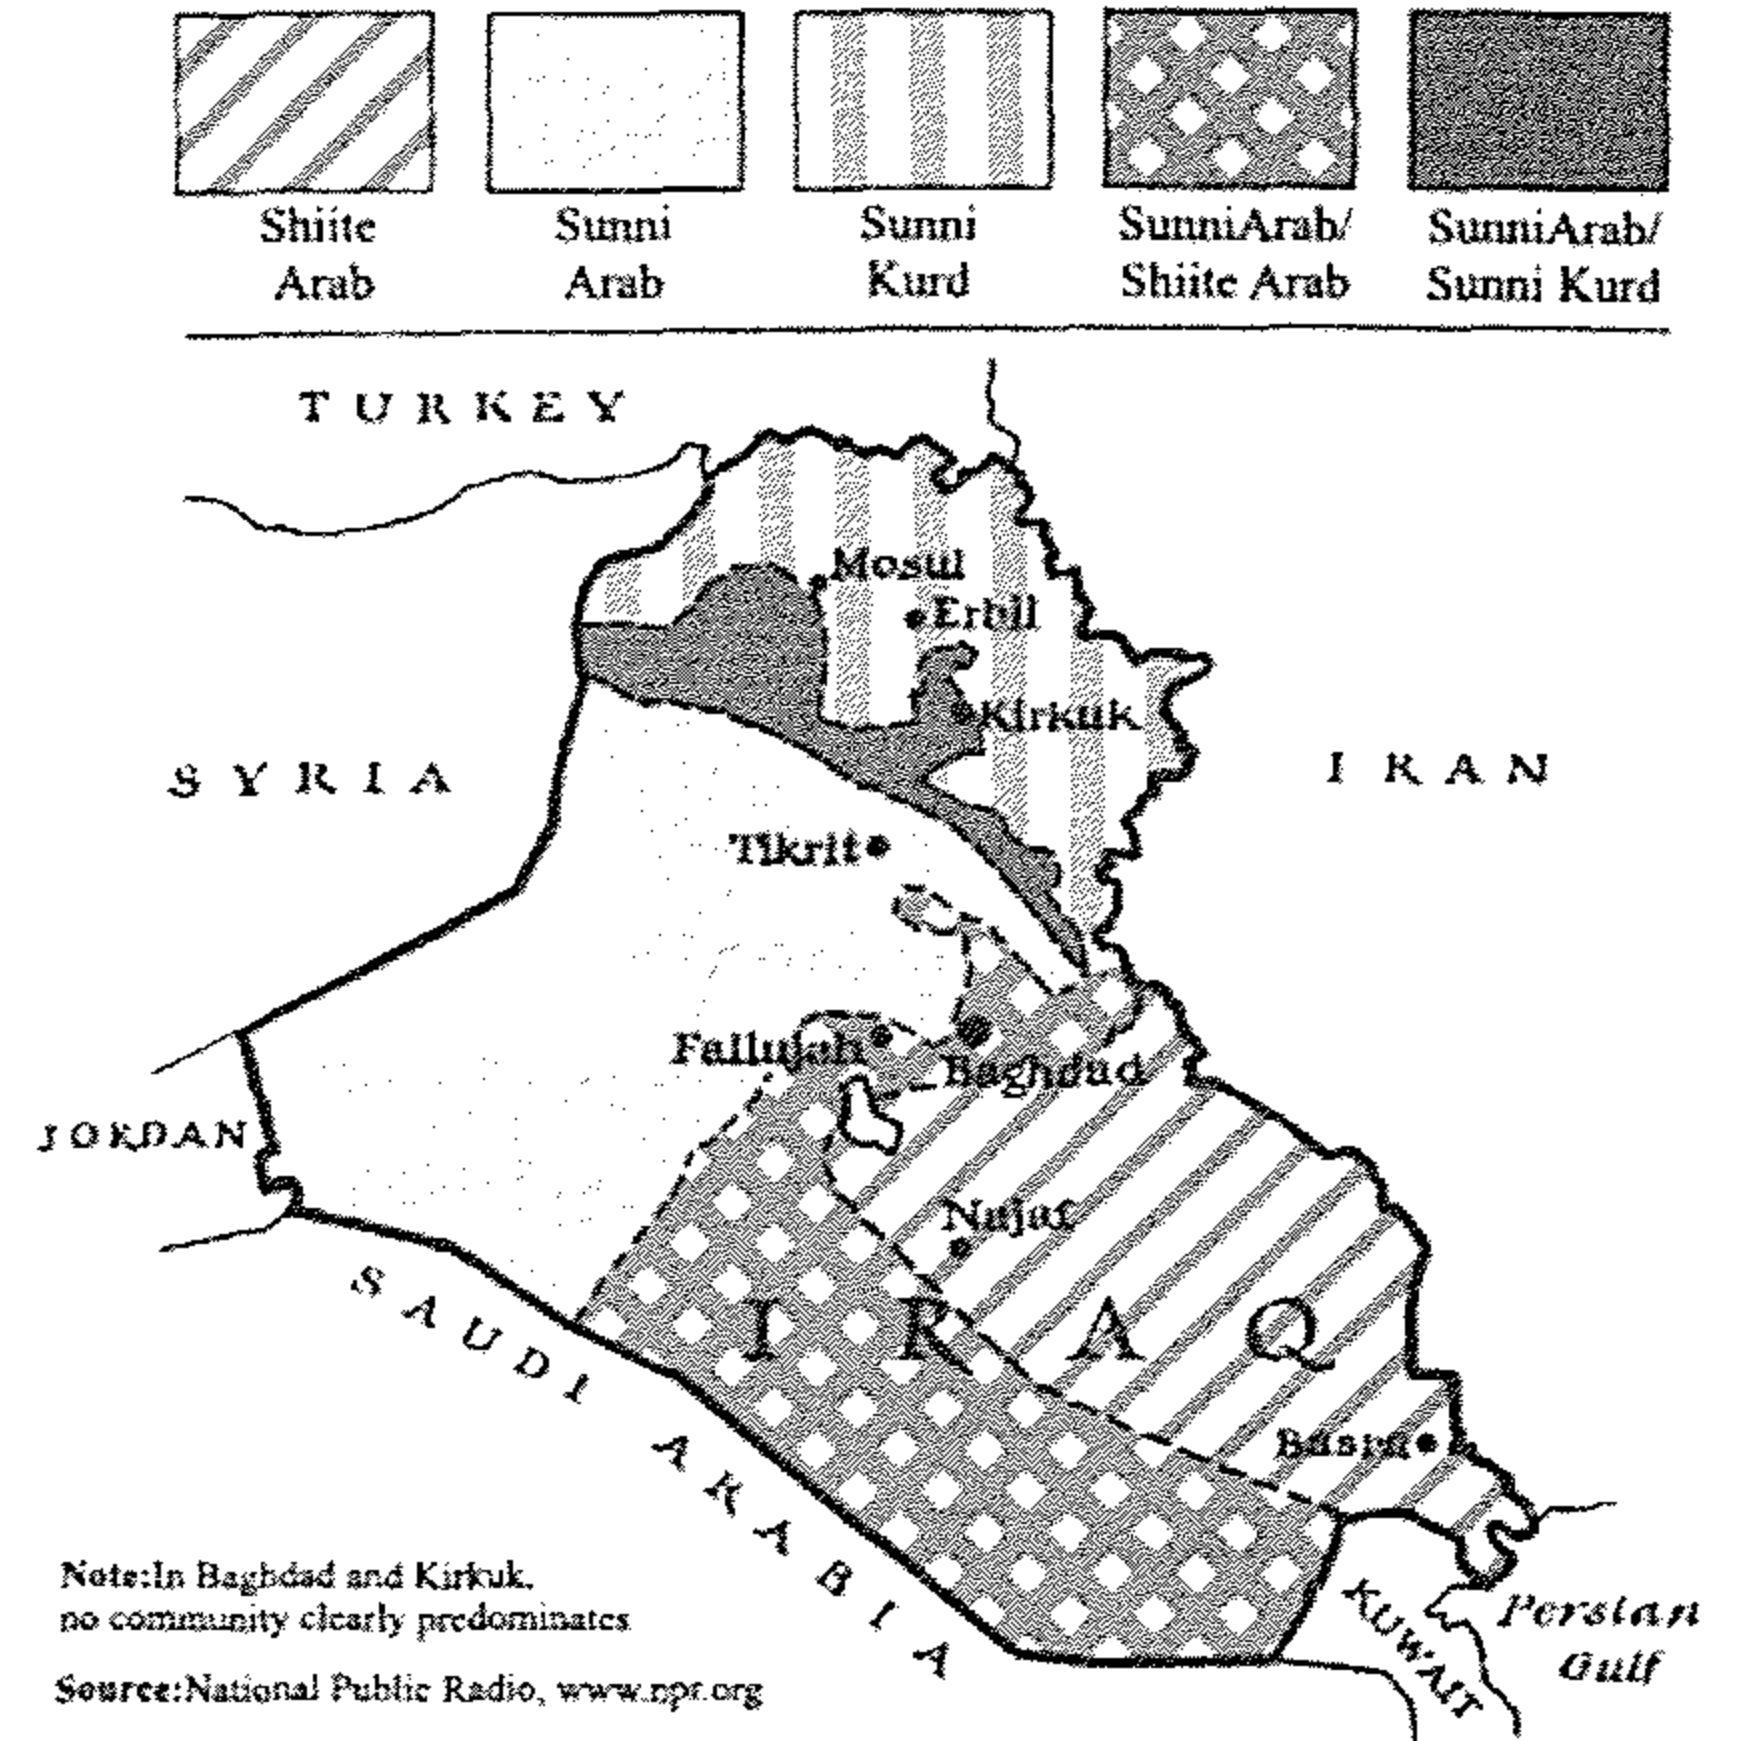 Shiite
Arab
Sunni
Arab
Sunni
Kurd
SunniArab/
Shiite Arab
SunniArab/
Sunni Kurd
TURKEY
Mosul
Erbil
Kirkuk
SYRIA
IRAN
Tikrit
Fallujah
Baghdad
JORDAN
Najaf
IRAQ
SAUDI ARABIA
Basra
KUWAIT
Persian
Gulf
Note:In Baghdad and Kirkuk,
no community clearly predominates
Source:National Public Radio, www.npr.org